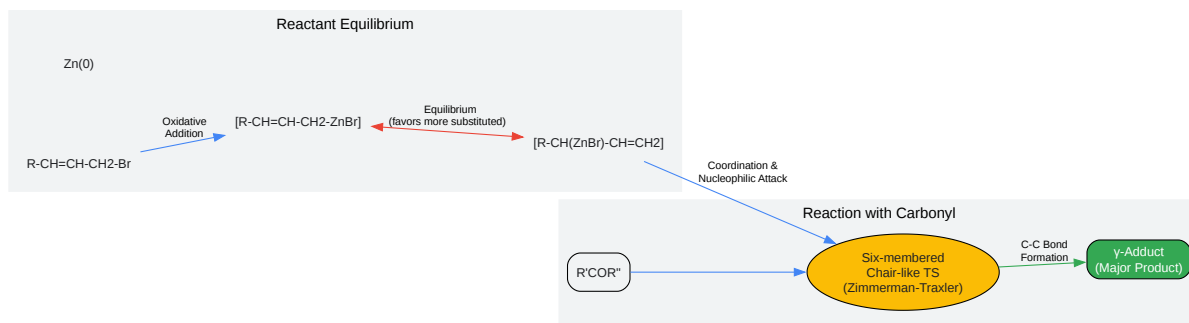 Reactant Equilibrium
Zn(0)
R-CH=CH-CH2-Br
Oxidative
Addition
[R-CH=CH-CH2-ZnBr]
Equilibrium
(favors more substituted)
[R-CH(ZnBr)-CH=CH2]
Coordination &
Nucleophilic Attack
Reaction with Carbonyl
R'COR"
Six-membered
Chair-like TS
(Zimmerman-Traxler)
C-C Bond
Formation
γ-Adduct
(Major Product)